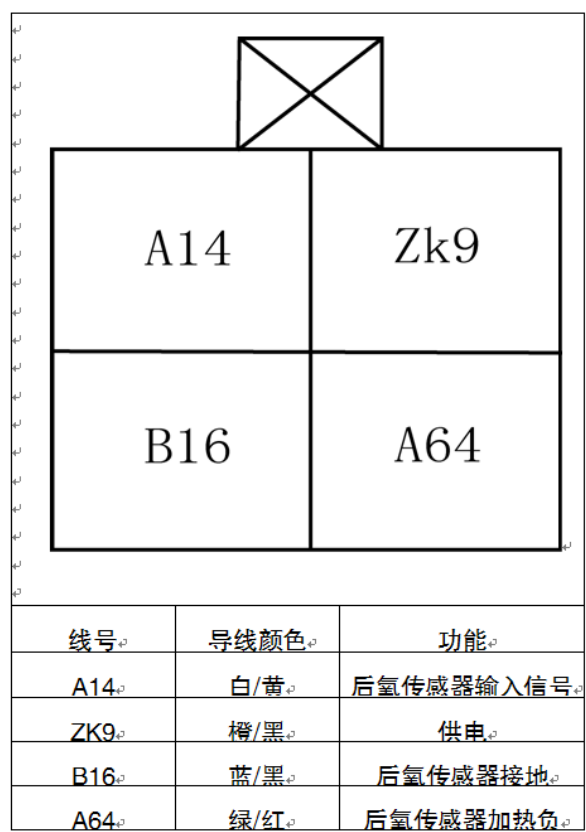 A14 Zk9
B16 A64
线号 导线颜色 功能
A14 白/黄 后氧传感器输入信号
ZK9 橙/黑 供电
B16 蓝/黑 后氧传感器接地
A64 绿/红 后氧传感器加热负